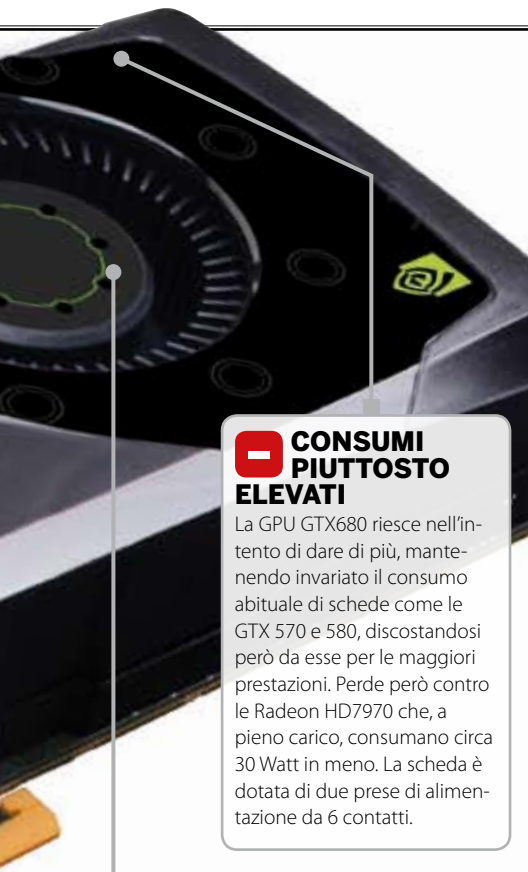 CONSUMI
PIUTTOSTO
ELEVATI
La GPU GTX680 riesce nell'in-
tento di dare di più, mante-
nendo invariato il consumo
abituale di schede come le
GTX 570 e 580, discostandosi
però da esse per le maggiori
prestazioni. Perde però contro
le Radeon HD7970 che, a
pieno carico, consumano circa
30 Watt in meno. La scheda è
dotata di due prese di alimen-
tazione da 6 contatti.